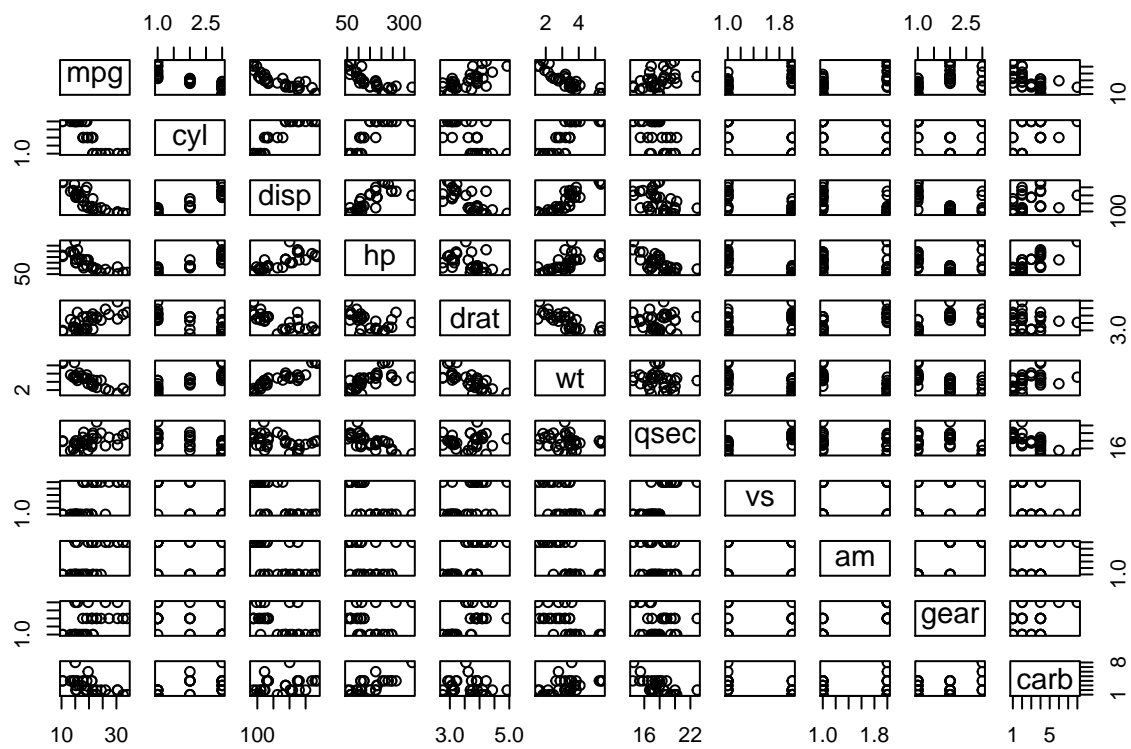 1.0 2.5 50 300 2 4 1.0 1.8 1.0 2.5
mpg 10
1.0 cyl
disp 100
50 hp
drat 3.0
2 wt
qsec 16
1.0 vs
am 1.0
1.0 gear
carb 1 8
10 30 100 3.0 5.0 16 22 1.0 1.8 1 5